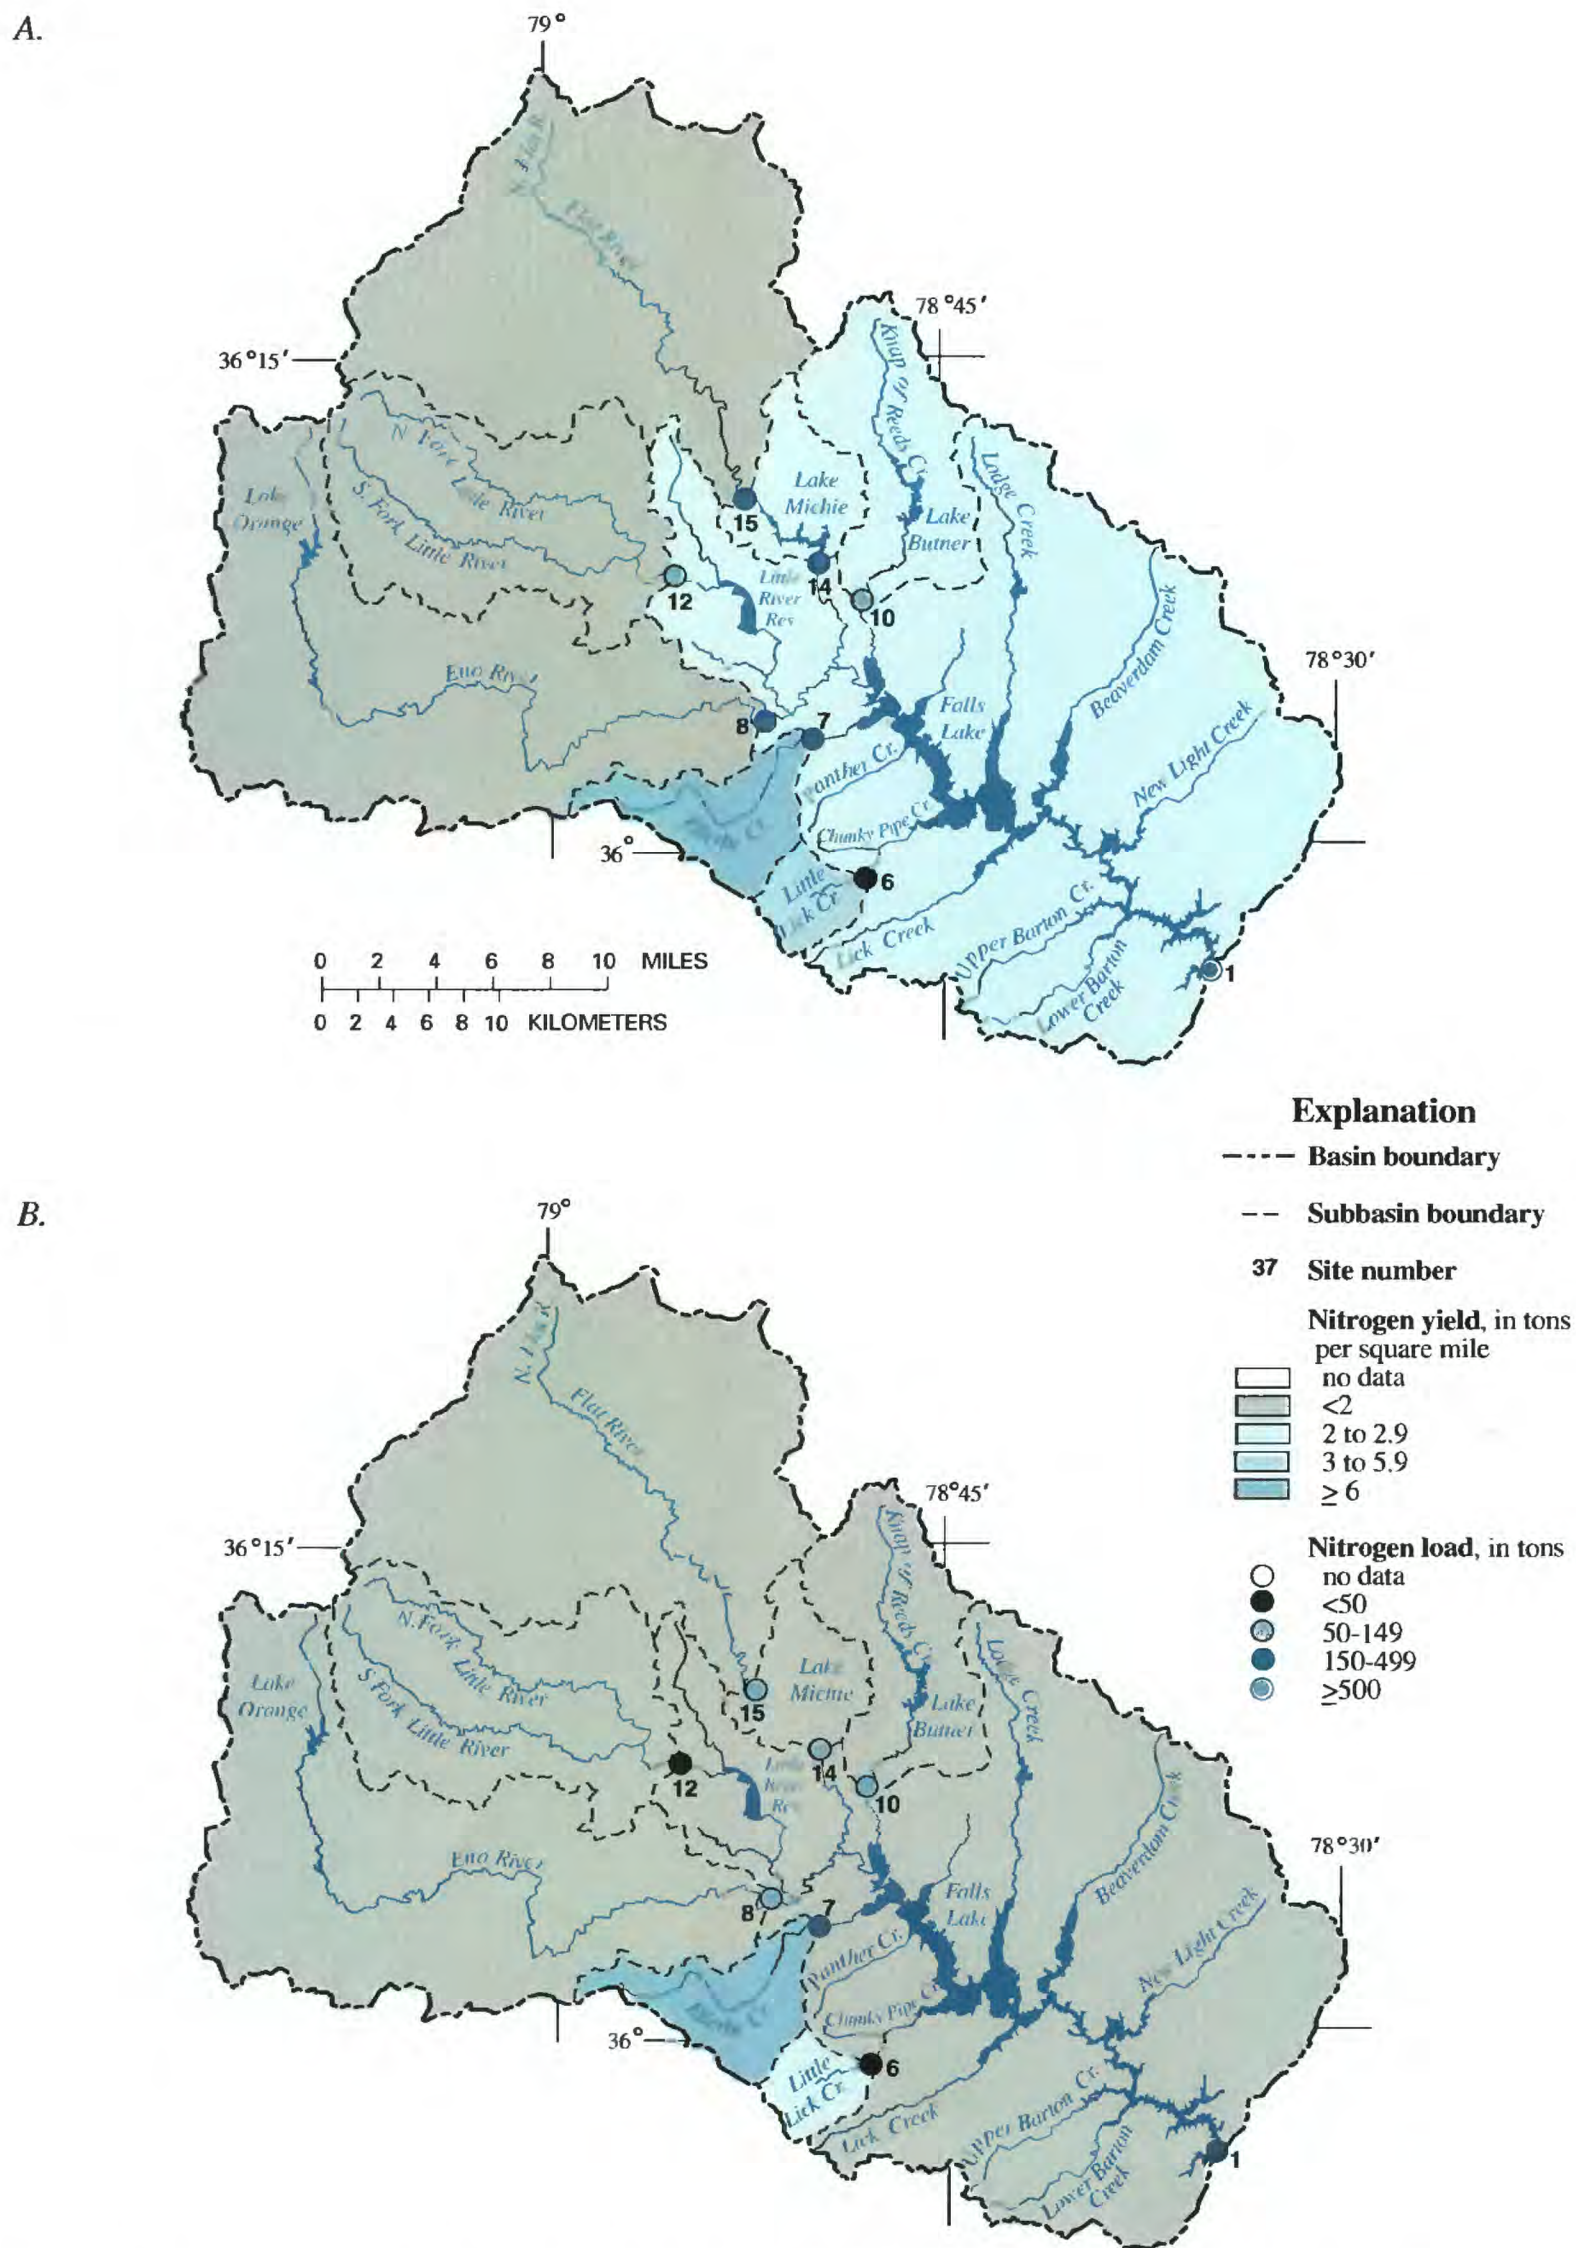 A.
79°
N. Flat R.
Flat River
78°45′
36°15′
Knap of Reeds Cr.
N. Fork Little River
S. Fork Little River
Lake
Orange
Lake
Michie
15
Lodge Creek
Lake
Butner
14
Little
River
Res
12
10
Beaverdam Creek
78°30′
Eno River
8
7
Falls
Lake
Panther Cr.
New Light Creek
Chunky Pipe Cr.
36°
6
Little
Lick Cr.
Lick Creek
Upper Barton Cr.
Lower Barton
Creek
1
0 2 4 6 8 10 MILES
0 2 4 6 8 10 KILOMETERS
Explanation
Basin boundary
Subbasin boundary
37 Site number
Nitrogen yield, in tons
per square mile
no data
<2
2 to 2.9
3 to 5.9
≥ 6
Nitrogen load, in tons
no data
<50
50-149
150-499
≥500
B.
79°
N. Flat R
Flat River
78°45′
36°15′
Knap of Reeds Cr.
N. Fork Little River
S Fork Little River
Lake
Orange
Lake
Michie
15
Lodge Creek
Lake
Butner
14
Little
River
Res
12
10
Beaverdam Creek
78°30′
Eno River
8
7
Falls
Lake
Panther Cr.
New Light Creek
Chunky Pipe Cr.
36°
6
Little
Lick Cr.
Lick Creek
Upper Barton Cr.
Lower Barton
Creek
1